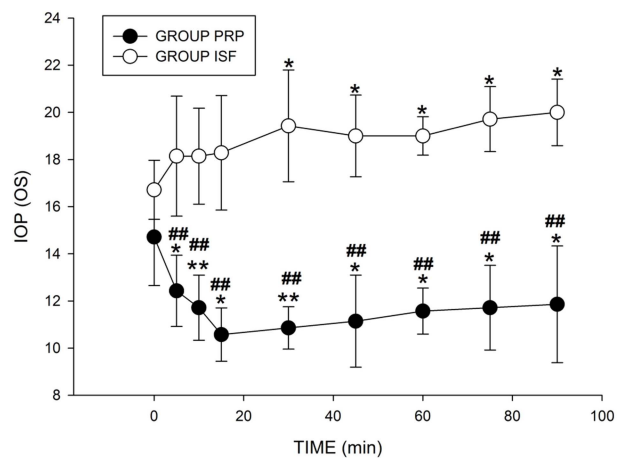 24
22
20
18
16
14
12
10
8
IOP (OS)
GROUP PRP
GROUP ISF
* * * * *
## ## ## ## ## ## ## ##
* ** * ** * * * *
0 20 40 60 80 100
TIME (min)